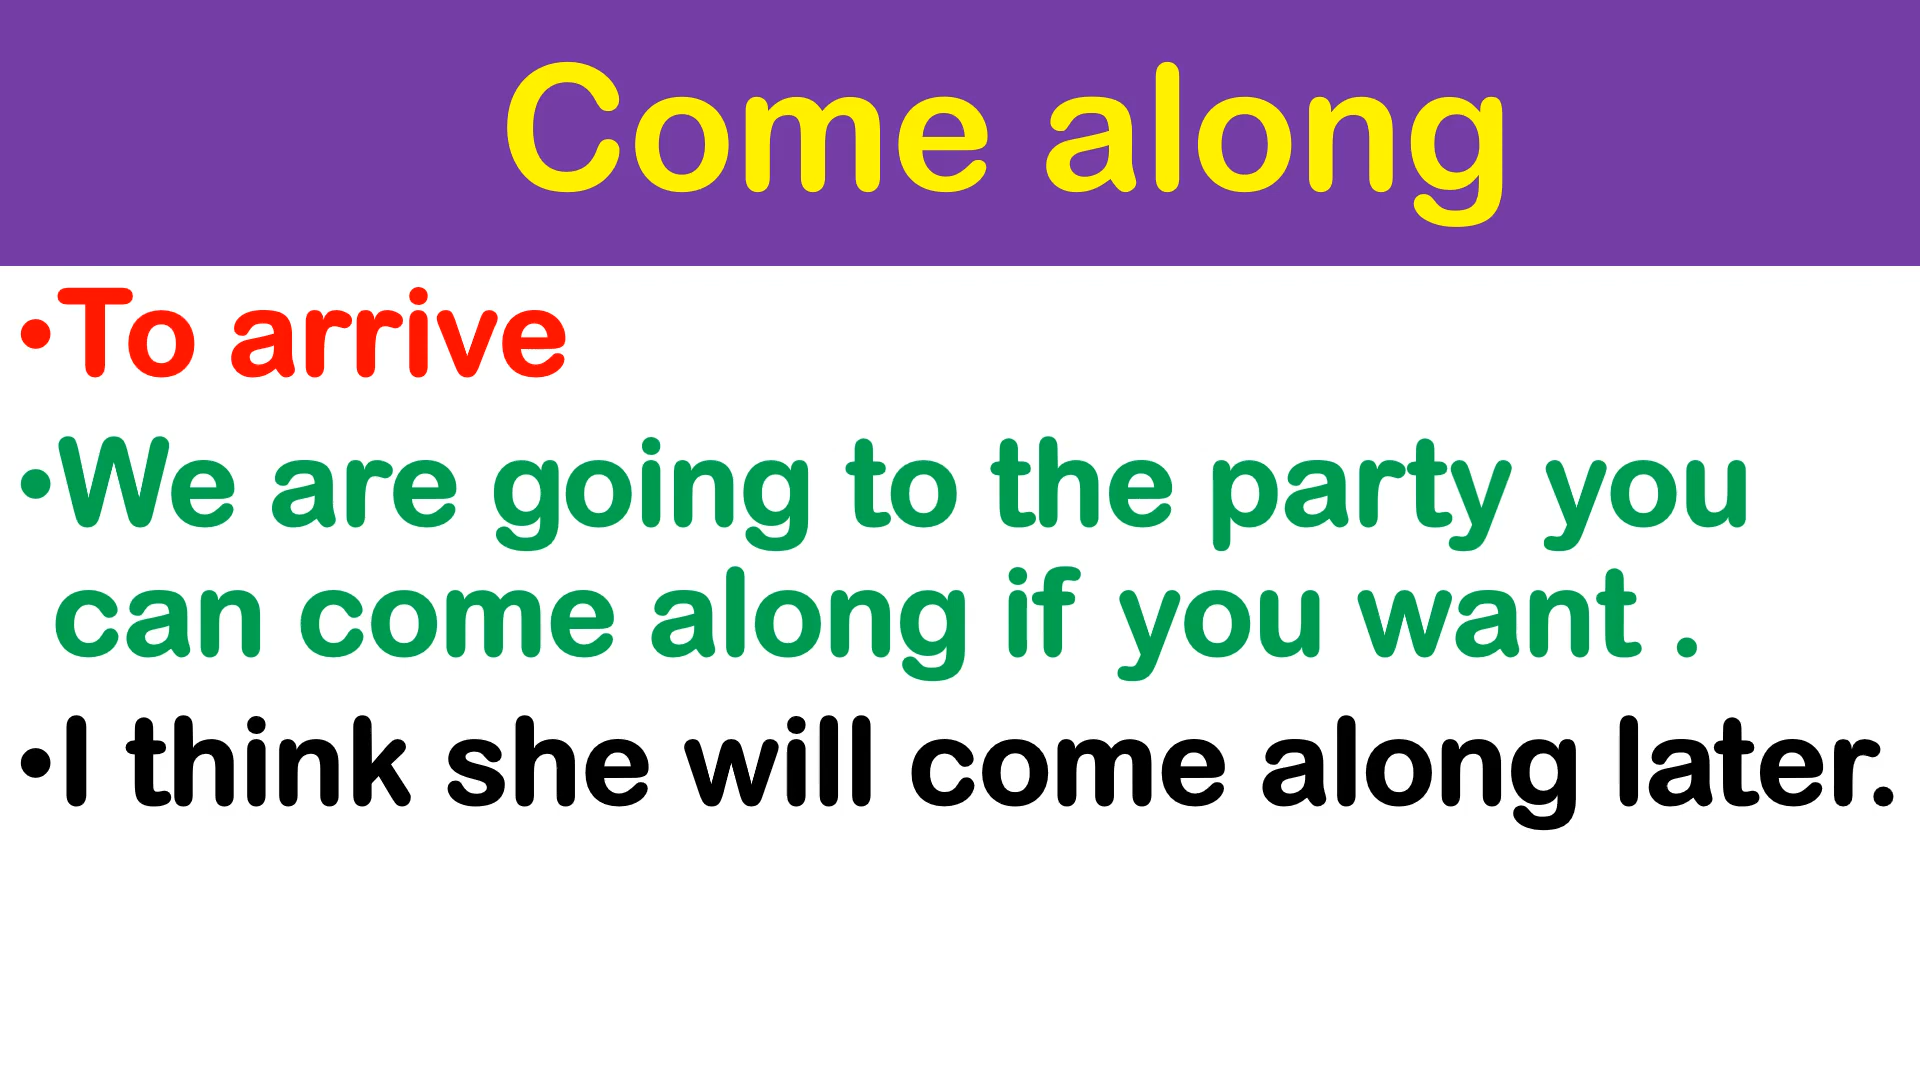 Come along
•To arrive
•We are going to the party you
can come along if you want .
•I think she will come along later.